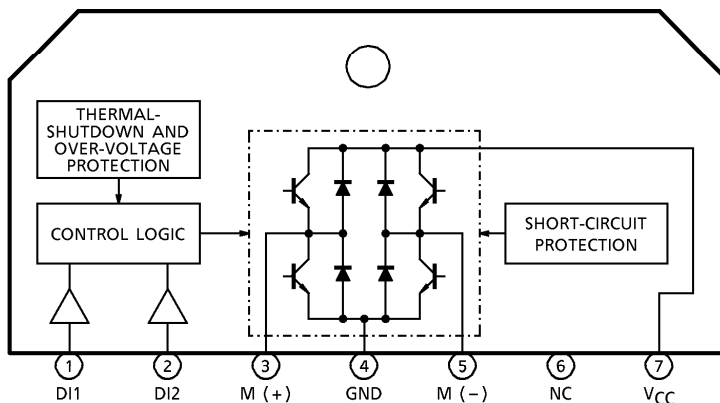 THERMAL-
SHUTDOWN AND
OVER-VOLTAGE
PROTECTION
CONTROL LOGIC
SHORT-CIRCUIT
PROTECTION
1 2 3 4 5 6 7
DI1 DI2 M (+) GND M (−) NC VCC